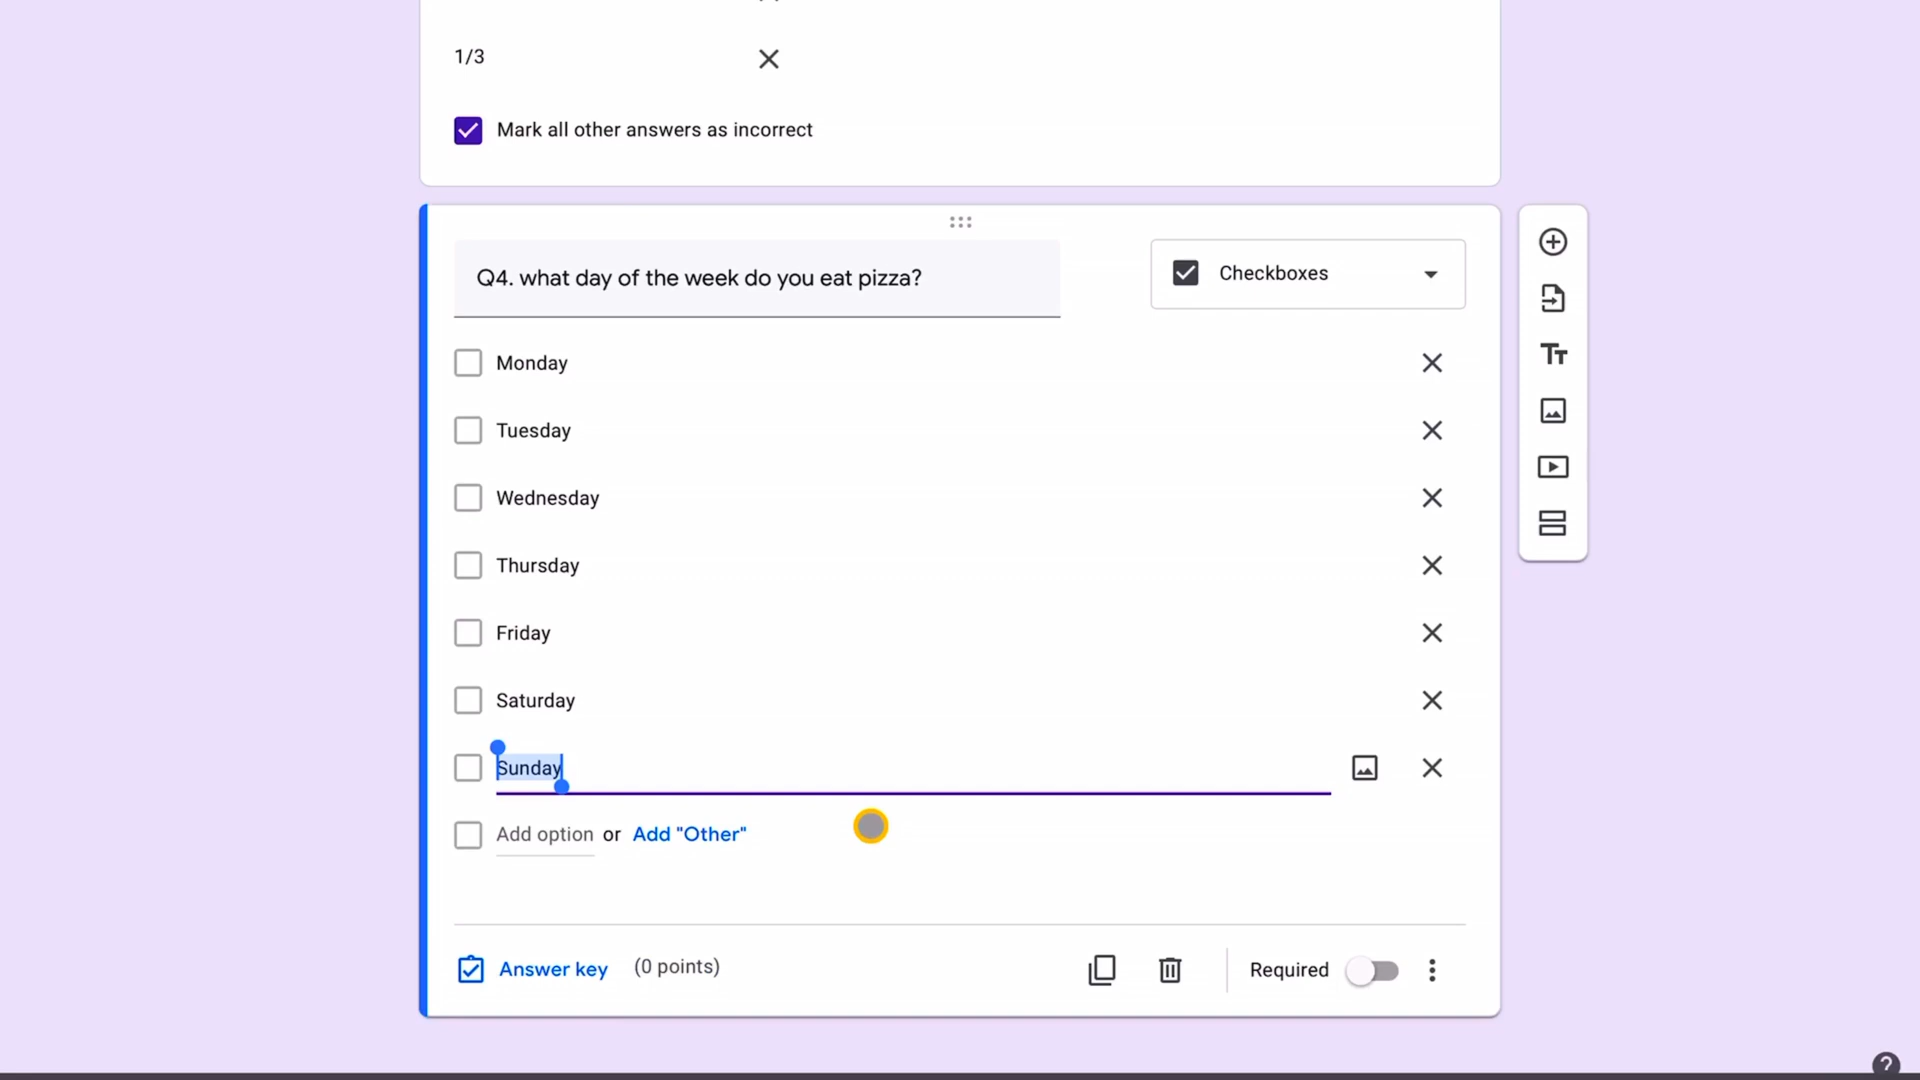 1/3
Mark all other answers as incorrect
Q4. what day of the week do you eat pizza?
Checkboxes
Monday
Tuesday
Wednesday
Thursday
Friday
Saturday
Sunday
Add option or Add "Other"
Answer key (0 points)
Required